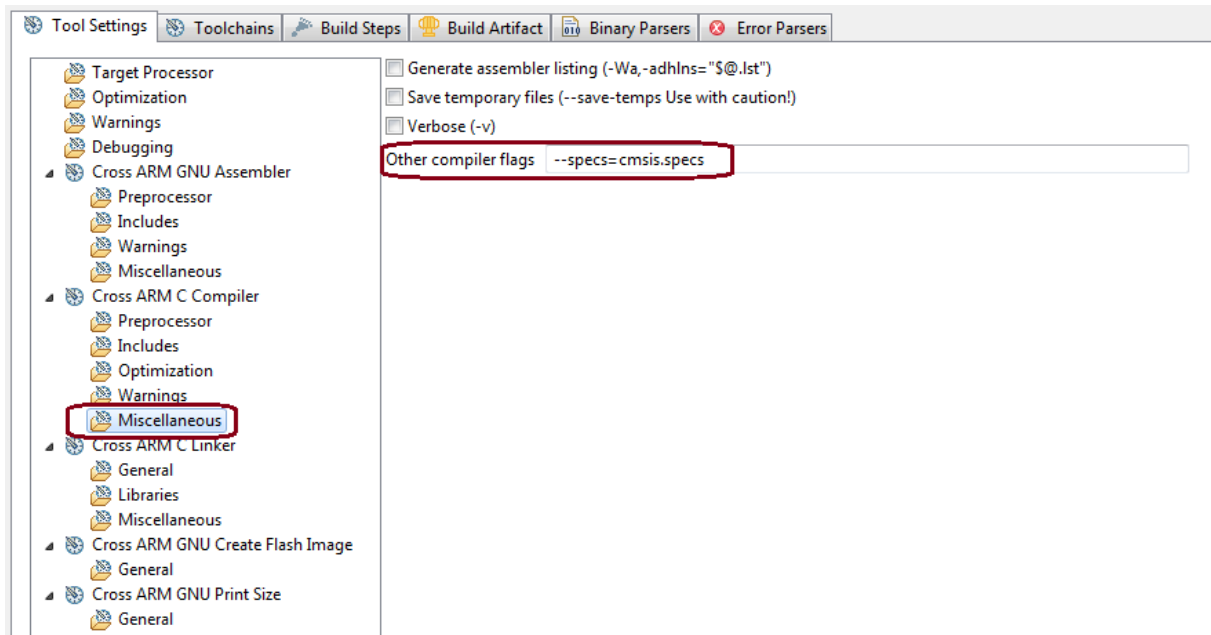 Tool Settings Toolchains Build Steps Build Artifact Binary Parsers Error Parsers
Target Processor
Optimization
Warnings
Debugging
Cross ARM GNU Assembler
Preprocessor
Includes
Warnings
Miscellaneous
Cross ARM C Compiler
Preprocessor
Includes
Optimization
Warnings
Miscellaneous
Cross ARM C Linker
General
Libraries
Miscellaneous
Cross ARM GNU Create Flash Image
General
Cross ARM GNU Print Size
General
Generate assembler listing (-Wa,-adhlns="$@.lst")
Save temporary files (--save-temps Use with caution!)
Verbose (-v)
Other compiler flags --specs=cmsis.specs